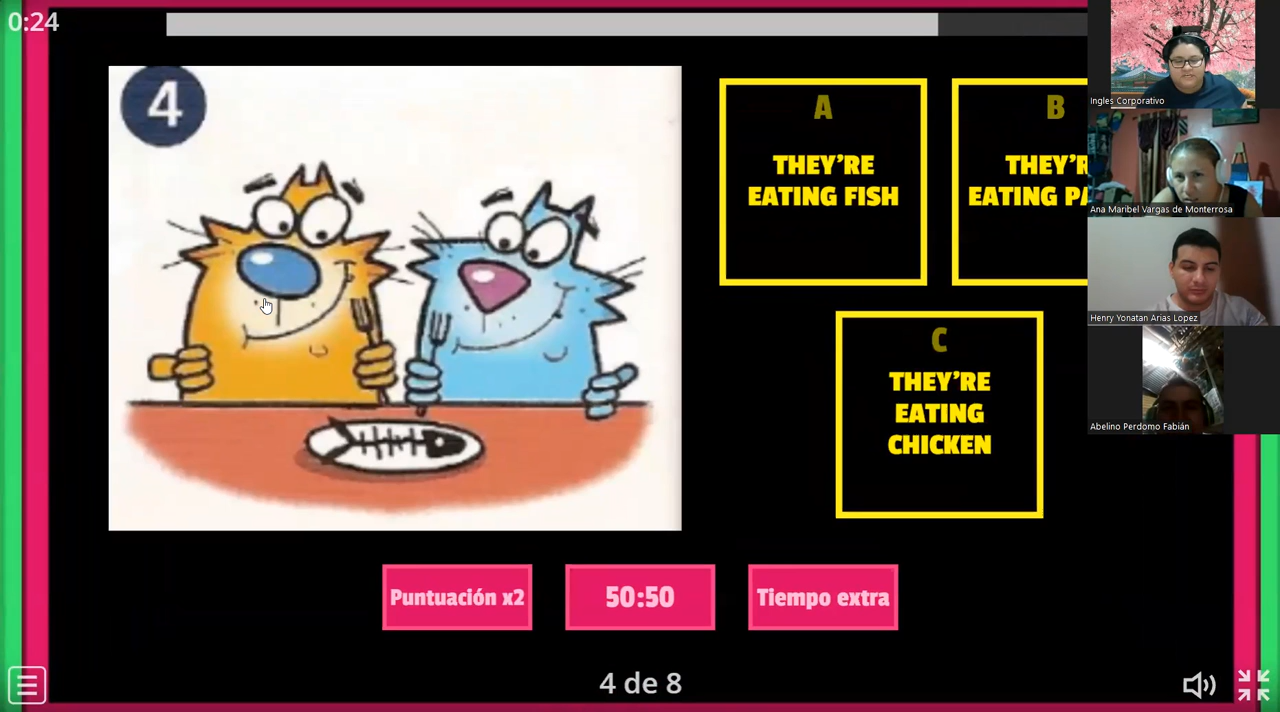 0:24
4
A
THEY'RE
EATING FISH
B
EATING
C
THEY'RE
EATING
CHICKEN
Ingles Corporativo
Ana Maribel Vargas de Monterrosa
Henry Yonatan Arias Lopez
Abelino Perdomo Fabián
Puntuación x2
50:50
Tiempo extra
4 de 8